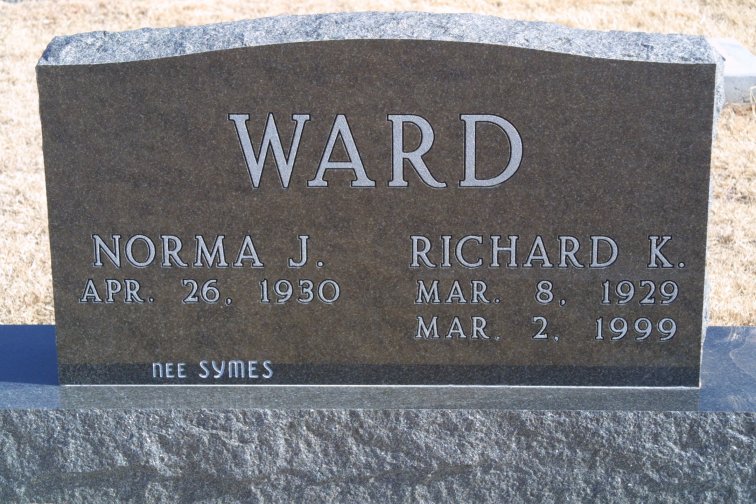 WARD
NORMA J.
APR. 26, 1930
RICHARD K.
MAR. 8, 1929
MAR. 2, 1999
nee SYMES